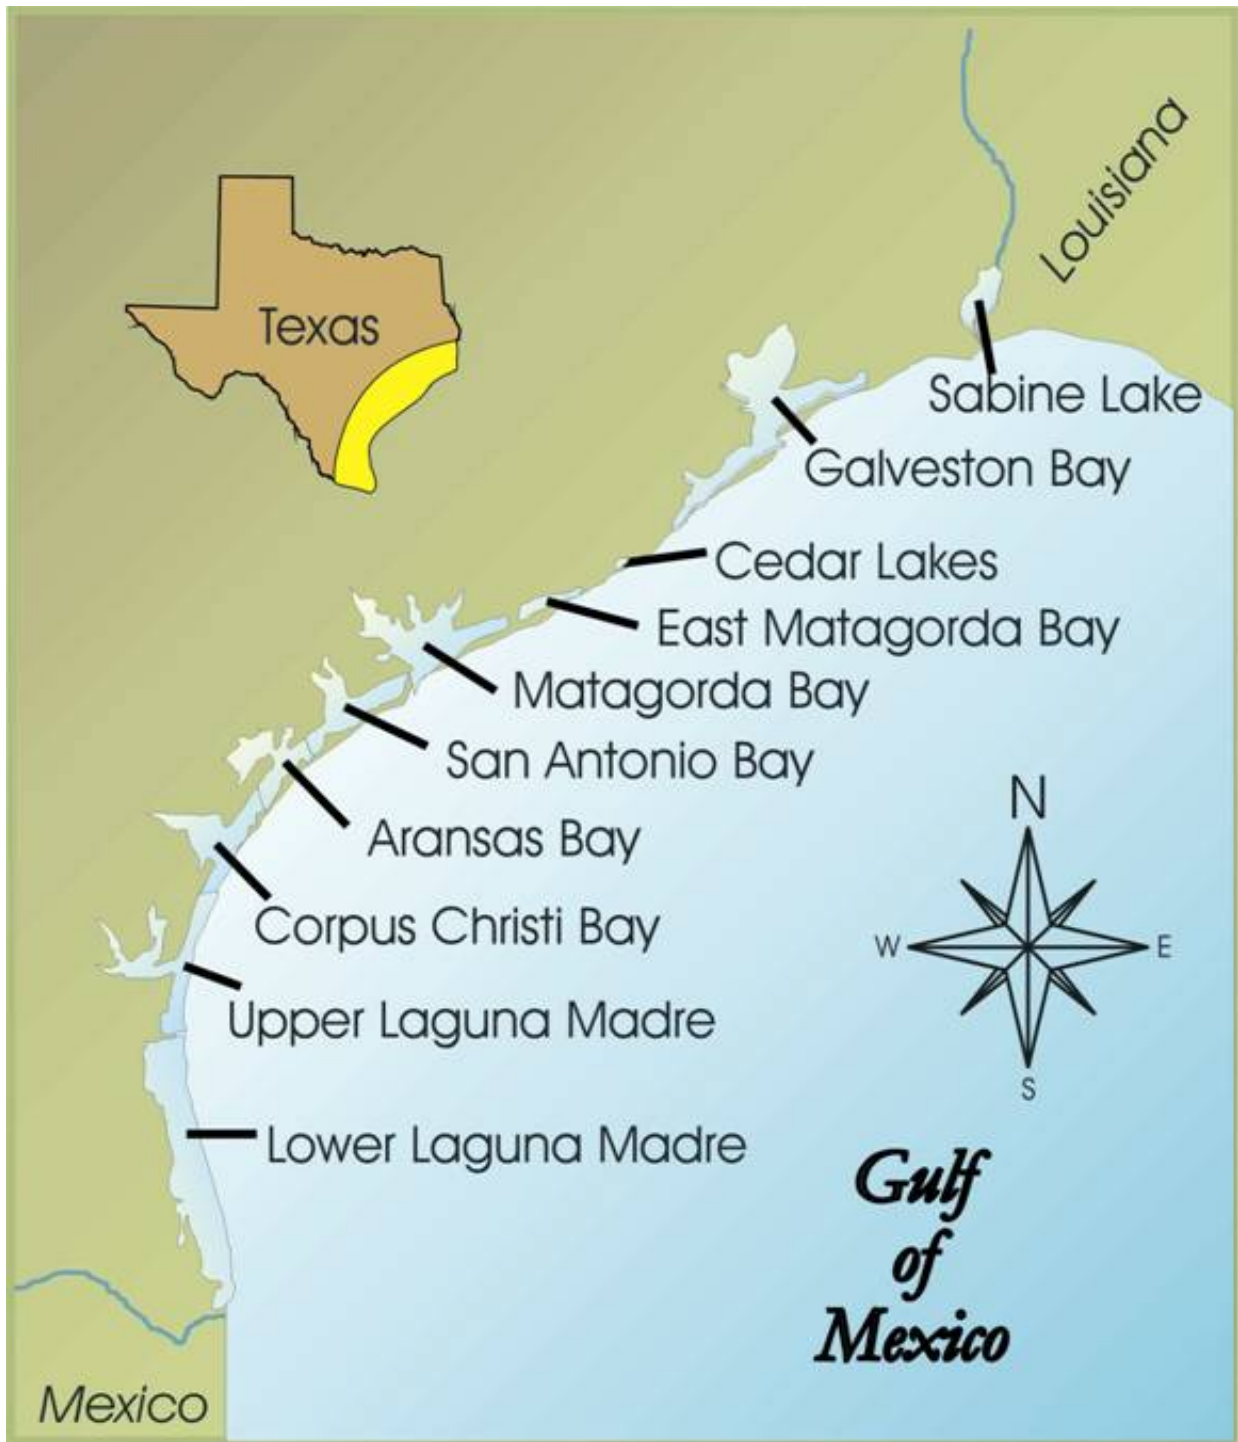 Louisiana
Texas
Sabine Lake
Galveston Bay
Cedar Lakes
East Matagorda Bay
Matagorda Bay
San Antonio Bay
Aransas Bay
Corpus Christi Bay
Upper Laguna Madre
Lower Laguna Madre
N
W
E
S
Gulf
of
Mexico
Mexico